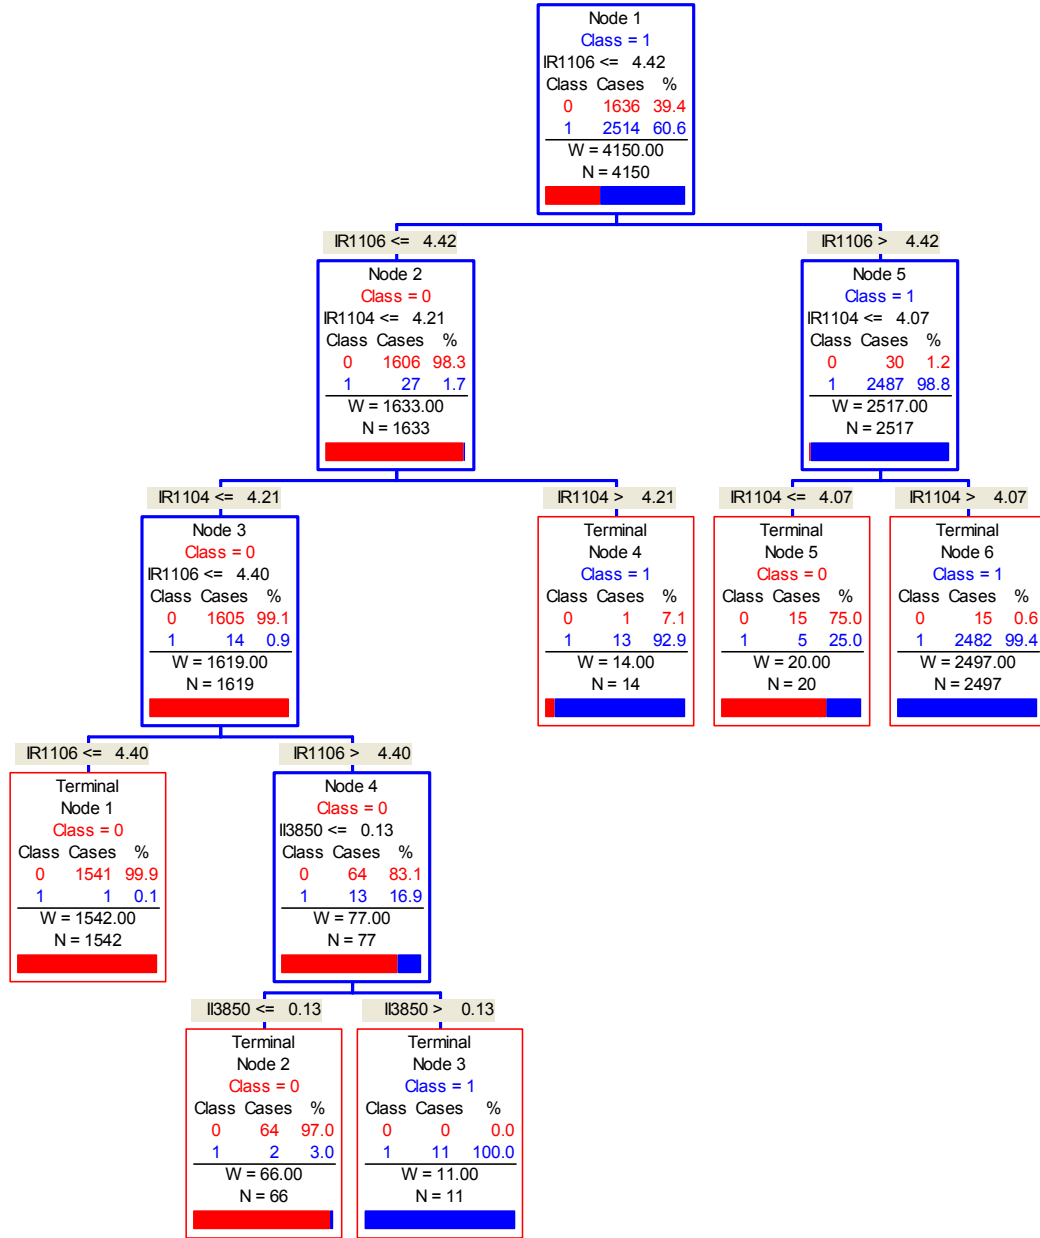 Node 1
Class = 1
IR1106 <= 4.42
Class Cases %
0 1636 39.4
1 2514 60.6
W = 4150.00
N = 4150
IR1106 <= 4.42
IR1106 > 4.42
Node 2
Class = 0
IR1104 <= 4.21
Class Cases %
0 1606 98.3
1 27 1.7
W = 1633.00
N = 1633
Node 5
Class = 1
IR1104 <= 4.07
Class Cases %
0 30 1.2
1 2487 98.8
W = 2517.00
N = 2517
IR1104 <= 4.21
IR1104 > 4.21
IR1104 <= 4.07
IR1104 > 4.07
Node 3
Class = 0
IR1106 <= 4.40
Class Cases %
0 1605 99.1
1 14 0.9
W = 1619.00
N = 1619
Terminal
Node 4
Class = 1
Class Cases %
0 1 7.1
1 13 92.9
W = 14.00
N = 14
Terminal
Node 5
Class = 0
Class Cases %
0 15 75.0
1 5 25.0
W = 20.00
N = 20
Terminal
Node 6
Class = 1
Class Cases %
0 15 0.6
1 2482 99.4
W = 2497.00
N = 2497
IR1106 <= 4.40
IR1106 > 4.40
Terminal
Node 1
Class = 0
Class Cases %
0 1541 99.9
1 1 0.1
W = 1542.00
N = 1542
Node 4
Class = 0
II3850 <= 0.13
Class Cases %
0 64 83.1
1 13 16.9
W = 77.00
N = 77
II3850 <= 0.13
II3850 > 0.13
Terminal
Node 2
Class = 0
Class Cases %
0 64 97.0
1 2 3.0
W = 66.00
N = 66
Terminal
Node 3
Class = 1
Class Cases %
0 0 0.0
1 11 100.0
W = 11.00
N = 11